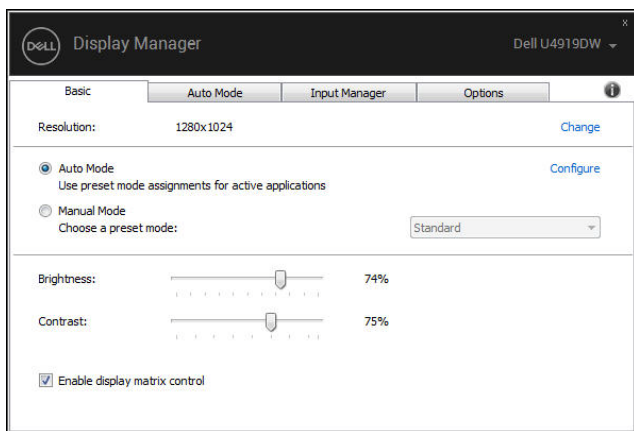 DELL Display Manager Dell U4919DW
x
Basic Auto Mode Input Manager Options i
Resolution: 1280x1024 Change
Auto Mode Configure
Use preset mode assignments for active applications
Manual Mode
Choose a preset mode: Standard
Brightness: 74%
Contrast: 75%
Enable display matrix control